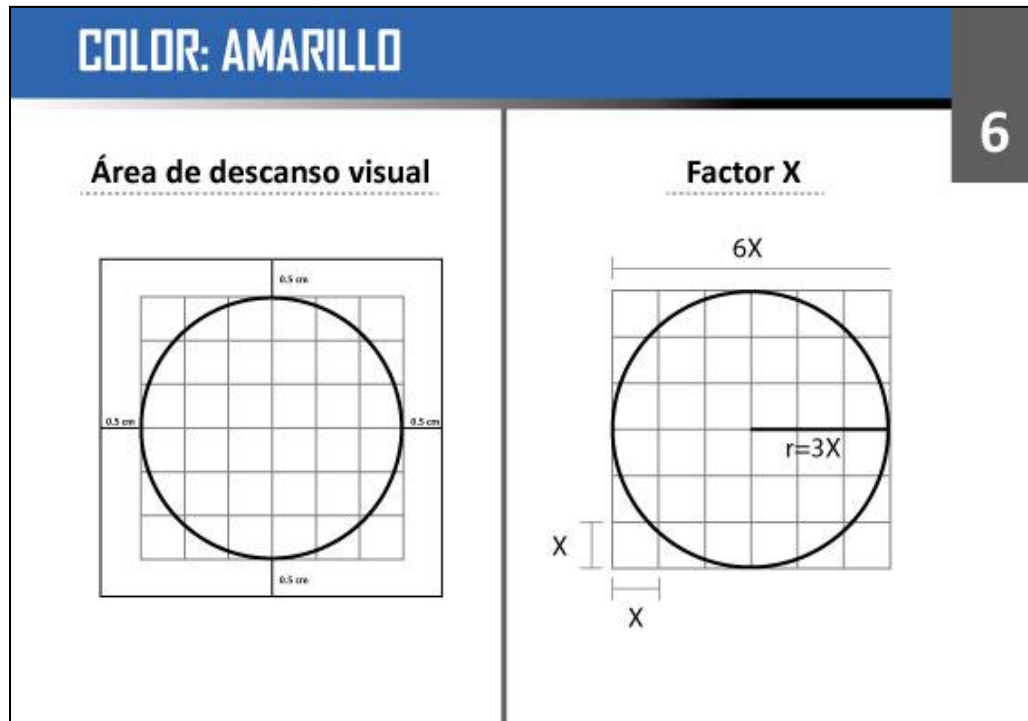 COLOR: AMARILLO
6
Área de descanso visual
0.5 cm
0.5 cm
0.5 cm
0.5 cm
Factor X
6X
r=3X
X
X